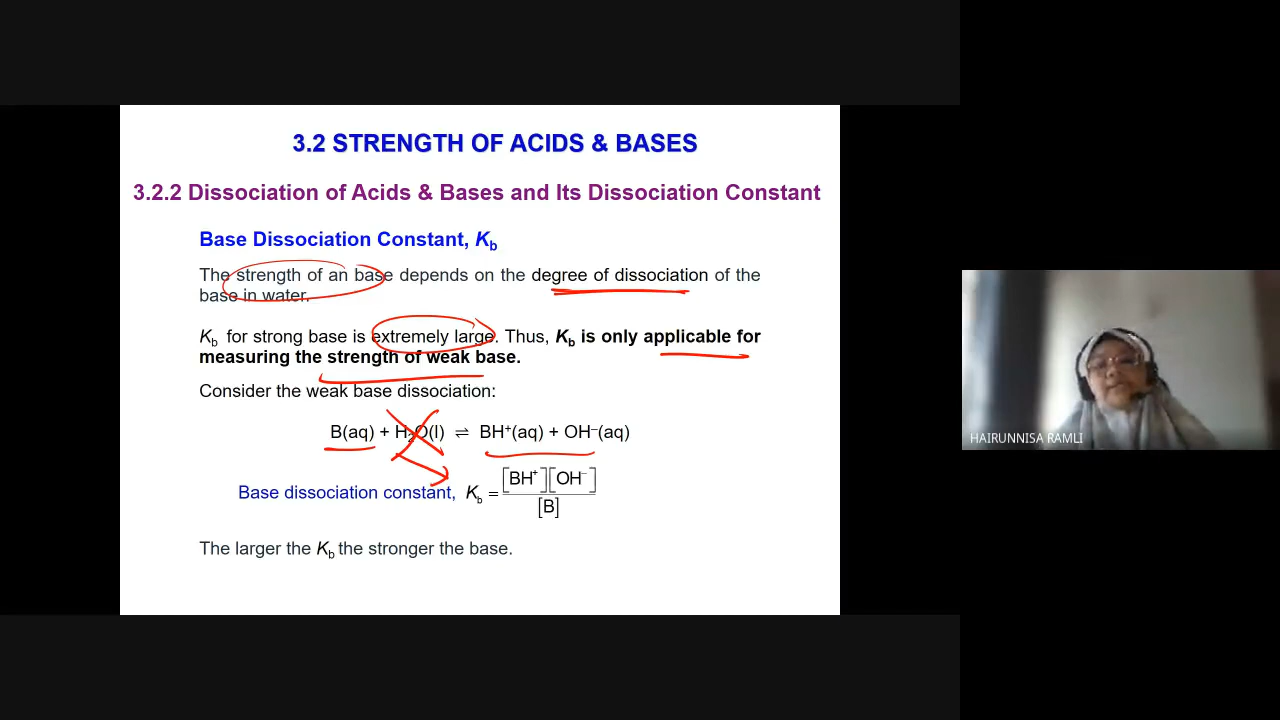 3.2 STRENGTH OF ACIDS & BASES
3.2.2 Dissociation of Acids & Bases and Its Dissociation Constant
Base Dissociation Constant, Kb
The strength of an base depends on the degree of dissociation of the
base in water.
Kb for strong base is extremely large. Thus, Kb is only applicable for
measuring the strength of weak base.
Consider the weak base dissociation:
B(aq) + H₂O(l) ⇌ BH⁺(aq) + OH⁻(aq)
Base dissociation constant, Kb = [BH⁺][OH⁻] / [B]
The larger the Kb the stronger the base.
HAIRUNNISA RAMLI